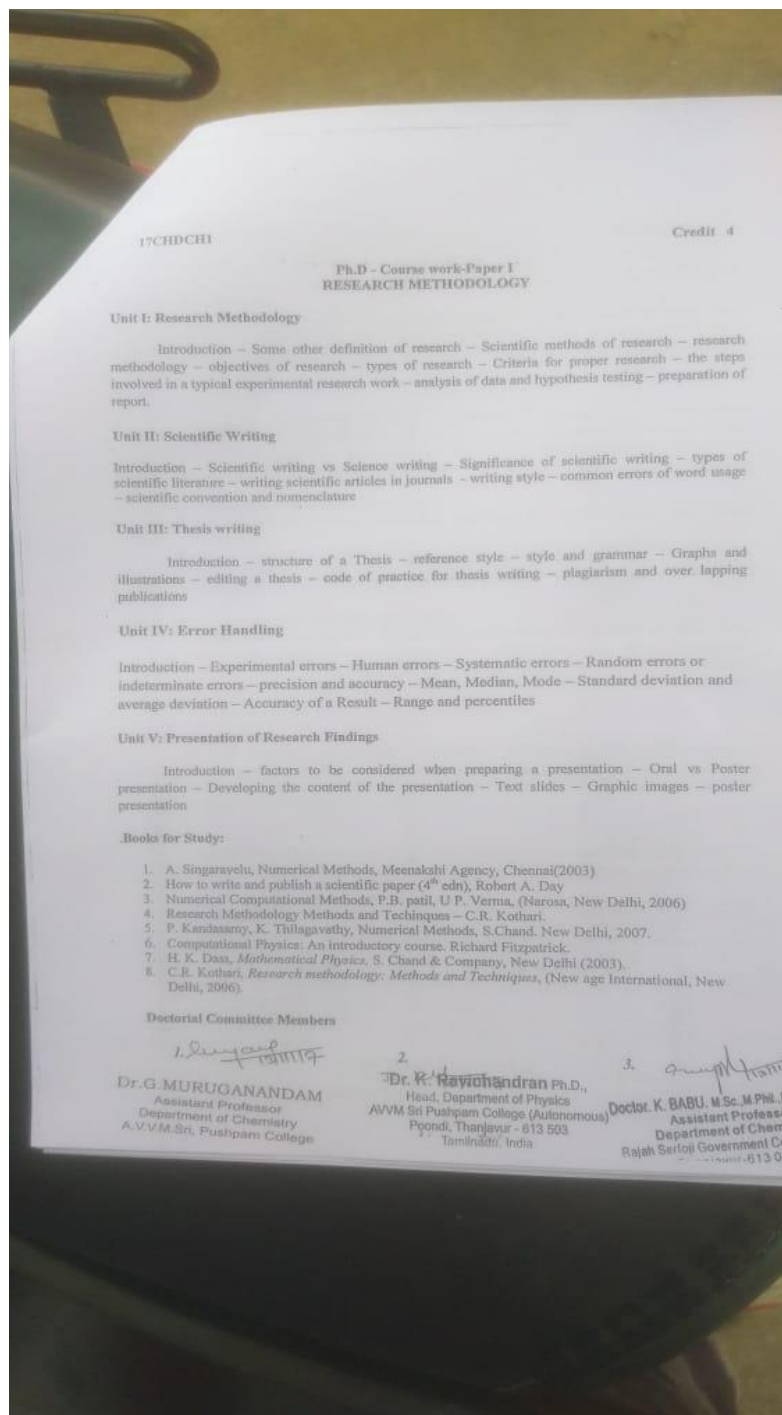 17CHDCH1
Credit 4
Ph.D - Course work-Paper I
RESEARCH METHODOLOGY
Unit I: Research Methodology
Introduction – Some other definition of research – Scientific methods of research – research
methodology – objectives of research – types of research – Criteria for proper research – the steps
involved in a typical experimental research work – analysis of data and hypothesis testing – preparation of
report.
Unit II: Scientific Writing
Introduction – Scientific writing vs Science writing – Significance of scientific writing – types of
scientific literature – writing scientific articles in journals - writing style – common errors of word usage
– scientific convention and nomenclature
Unit III: Thesis writing
Introduction – structure of a Thesis – reference style – style and grammar – Graphs and
illustrations – editing a thesis – code of practice for thesis writing – plagiarism and over lapping
publications
Unit IV: Error Handling
Introduction – Experimental errors – Human errors – Systematic errors – Random errors or
indeterminate errors – precision and accuracy – Mean, Median, Mode – Standard deviation and
average deviation – Accuracy of a Result – Range and percentiles
Unit V: Presentation of Research Findings
Introduction – factors to be considered when preparing a presentation – Oral vs Poster
presentation – Developing the content of the presentation – Text slides – Graphic images – poster
presentation
.Books for Study:
1. A. Singaravelu, Numerical Methods, Meenakshi Agency, Chennai(2003)
2. How to write and publish a scientific paper (4th edn), Robert A. Day
3. Numerical Computational Methods, P.B. patil, U P. Verma, (Narosa, New Delhi, 2006)
4. Research Methodology Methods and Techinques – C.R. Kothari.
5. P. Kandasamy, K. Thilagavathy, Numerical Methods, S.Chand. New Delhi, 2007.
6. Computational Physics: An introductory course. Richard Fitzpatrick.
7. H. K. Dass, Mathematical Physics, S. Chand & Company, New Delhi (2003).
8. C.R. Kothari, Research methodology: Methods and Techniques, (New age International, New
Delhi, 2006).
Doctorial Committee Members
1.
2.
3.
Dr.G.MURUGANANDAM
Assistant Professor
Department of Chemistry
A.V.V.M.Sri, Pushpam College
Dr. K. Ravichandran Ph.D.,
Head, Department of Physics
AVVM Sri Pushpam College (Autonomous)
Poondi, Thanjavur - 613 503
Tamilnadu, India
Doctor. K. BABU, M.Sc.,M.Phil.,
Assistant Profess
Department of Chem
Rajah Serfoji Government C
-613 0